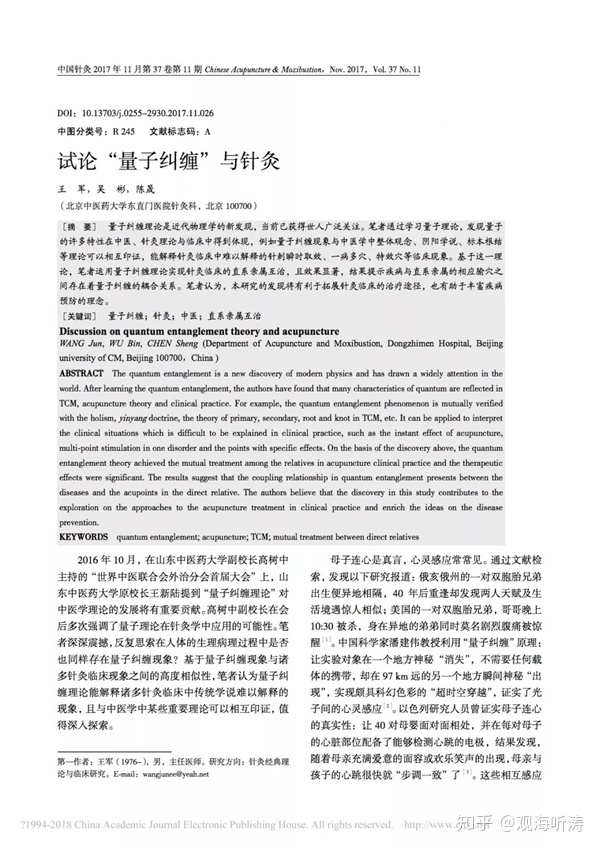 中国针灸 2017 年 11 月第 37 卷第 11 期 Chinese Acupuncture & Moxibustion, Nov. 2017, Vol. 37 No. 11
DOI：10.13703/j.0255-2930.2017.11.026
中图分类号：R 245 文献标志码：A
试论“量子纠缠”与针灸
王 军，吴 彬，陈晟
（北京中医药大学东直门医院针灸科，北京 100700）
［摘 要］ 量子纠缠理论是近代物理学的新发现，当前已获得世人广泛关注。笔者通过学习量子理论，发现量子
的许多特性在中医、针灸理论与临床中得到体现，例如纠缠现象与中医学中整体观念、阴阳学说、标本根结
等理论可以相互印证，能解释针灸临床中难以解释的针刺瞬时取效、一病多穴、特效穴等临床现象。基于这一理
论，笔者运用量子纠缠理论实现针灸临床的直系亲属互治，且效果显著，结果提示疾病与直系亲属的相应腧穴之
间存在着量子纠缠的耦合关系。笔者认为，本研究的发现将有利于拓展针灸临床的治疗途径，也有助于丰富疾病
预防的理念。
［关键词］ 量子纠缠；针灸；中医；直系亲属互治
Discussion on quantum entanglement theory and acupuncture
WANG Jun, WU Bin, CHEN Sheng (Department of Acupuncture and Moxibustion, Dongzhimen Hospital, Beijing
university of CM, Beijing 100700, China )
ABSTRACT The quantum entanglement is a new discovery of modern physics and has drawn a widely attention in the
world. After learning the quantum entanglement, the authors have found that many characteristics of quantum are reflected in
TCM, acupuncture theory and clinical practice. For example, the quantum entanglement phenomenon is mutually verified
with the holism, yinyang doctrine, the theory of primary, secondary, root and knot in TCM, etc. It can be applied to interpret
the clinical situations which is difficult to be explained in clinical practice, such as the instant effect of acupuncture,
multi-point stimulation in one disorder and the points with specific effects. On the basis of the discovery above, the quantum
entanglement theory achieved the mutual treatment among the relatives in acupuncture clinical practice and the therapeutic
effects were significant. The results suggest that the coupling relationship in quantum entanglement presents between the
diseases and the acupoints in the direct relative. The authors believe that the discovery in this study contributes to the
exploration on the approaches to the acupuncture treatment in clinical practice and enrich the ideas on the disease
prevention.
KEYWORDS quantum entanglement; acupuncture; TCM; mutual treatment between direct relatives
2016 年 10 月，在山东中医药大学副校长高树中
主持的“世界中医联合会外治分会首届大会”上，山
东中医药大学原校长王新陆提到“量子纠缠理论”对
中医学理论的发展将有重要贡献。高树中副校长在会
后多次强调了量子理论在针灸学中应用的可能性。笔
者深深震撼，反复思索在人体的生理病理过程中是否
也同样存在量子纠缠现象？基于量子纠缠现象与诸
多针灸临床现象之间的高度相似性，笔者认为量子纠
缠理论能解释诸多针灸临床中传统学说难以解释的
现象，且与中医学中某些重要理论可以相互印证，值
得深入探索。
第一作者：王军（1976-），男，主任医师。研究方向：针灸经典理
论与临床研究。E-mail：wangjunee@yeah.net
母子连心是真言，心灵感应常常见。通过文献检
索，发现以下研究报道：俄亥俄州的一对双胞胎兄弟
出生便异地相隔，40 年后重逢却发现两人天赋及生
活境遇惊人相似；美国的一对双胞胎兄弟，哥哥晚上
10:30 被杀，身在异地的弟弟同时莫名剧烈腹痛被惊
醒［1］。中国科学家潘建伟教授利用“量子纠缠”原理：
让实验对象在一个地方神秘“消失”，不需要任何载
体的携带，却在 97 km 远的另一个地方瞬间神秘“出
现”，实现颇具科幻色彩的“超时空穿越”，证实了光
子间的心灵感应［2］。以色列研究人员曾证实母子连心
的真实性：让 40 对母婴面对面相处，并在每对母子
的心脏部位配备了能够检测心跳的电极，结果发现，
随着母亲充满爱意的面容或欢乐笑声的出现，母亲与
孩子的心跳很快就“步调一致”了［3］。这些相互感应
?1994-2018 China Academic Journal Electronic Publishing House. All rights reserved. http://www.c
知乎 @观海听涛